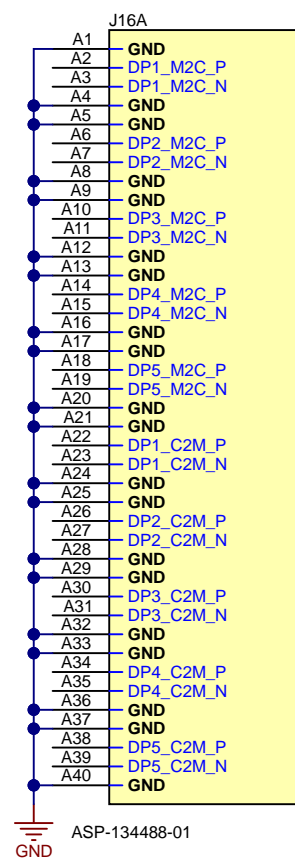 J16A
A1 GND
A2 DP1_M2C_P
A3 DP1_M2C_N
A4 GND
A5 GND
A6 DP2_M2C_P
A7 DP2_M2C_N
A8 GND
A9 GND
A10 DP3_M2C_P
A11 DP3_M2C_N
A12 GND
A13 GND
A14 DP4_M2C_P
A15 DP4_M2C_N
A16 GND
A17 GND
A18 DP5_M2C_P
A19 DP5_M2C_N
A20 GND
A21 GND
A22 DP1_C2M_P
A23 DP1_C2M_N
A24 GND
A25 GND
A26 DP2_C2M_P
A27 DP2_C2M_N
A28 GND
A29 GND
A30 DP3_C2M_P
A31 DP3_C2M_N
A32 GND
A33 GND
A34 DP4_C2M_P
A35 DP4_C2M_N
A36 GND
A37 GND
A38 DP5_C2M_P
A39 DP5_C2M_N
A40 GND
ASP-134488-01
GND